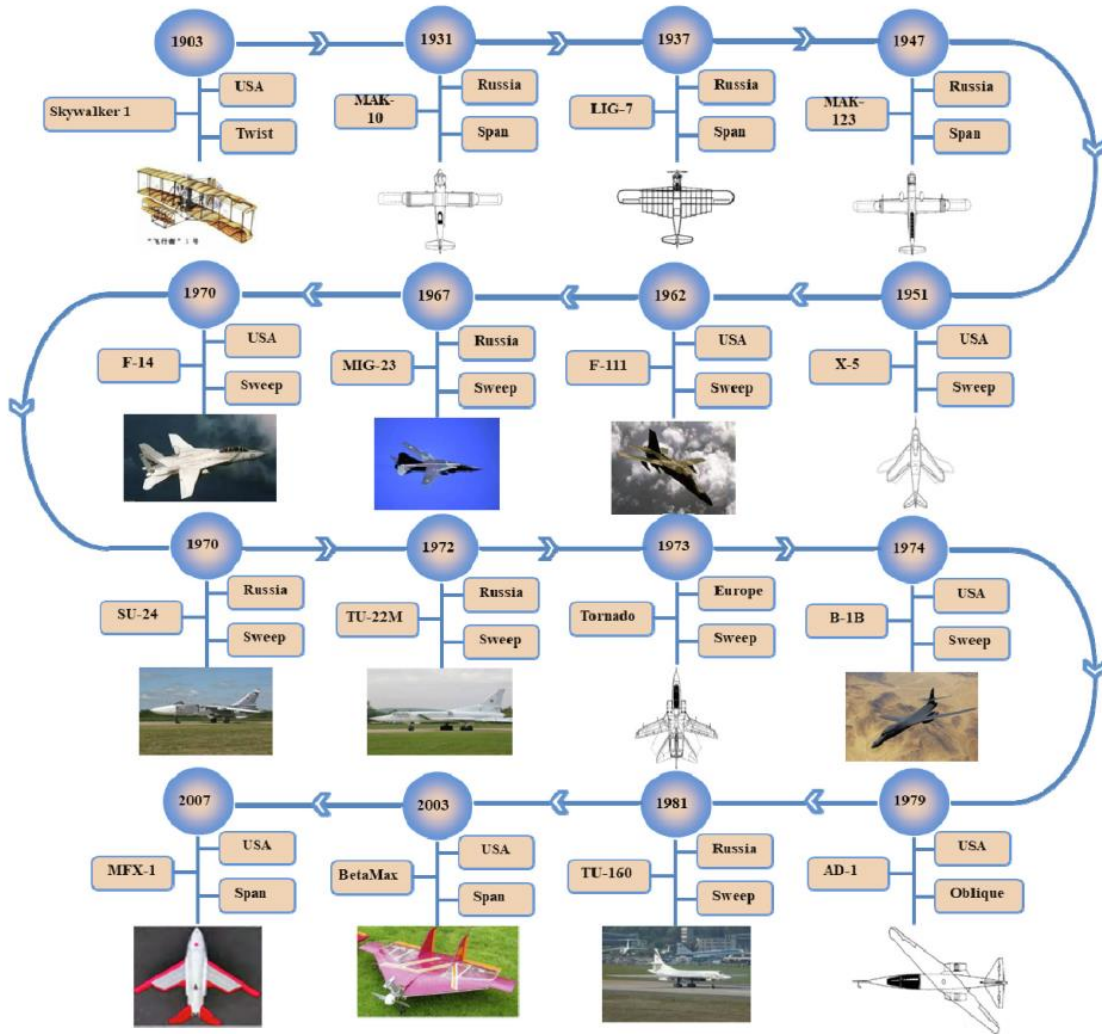 1903
USA
Skywalker 1
Twist
1 号
1931
Russia
MAK-
10
Span
1937
Russia
LIG-7
Span
1947
Russia
MAK-
123
Span
1970
USA
F-14
Sweep
1967
Russia
MIG-23
Sweep
1962
USA
F-111
Sweep
1951
USA
X-5
Sweep
1970
Russia
SU-24
Sweep
1972
Russia
TU-22M
Sweep
1973
Europe
Tornado
Sweep
1974
USA
B-1B
Sweep
2007
USA
MFX-1
Span
2003
USA
BetaMax
Span
1981
Russia
TU-160
Sweep
1979
USA
AD-1
Oblique